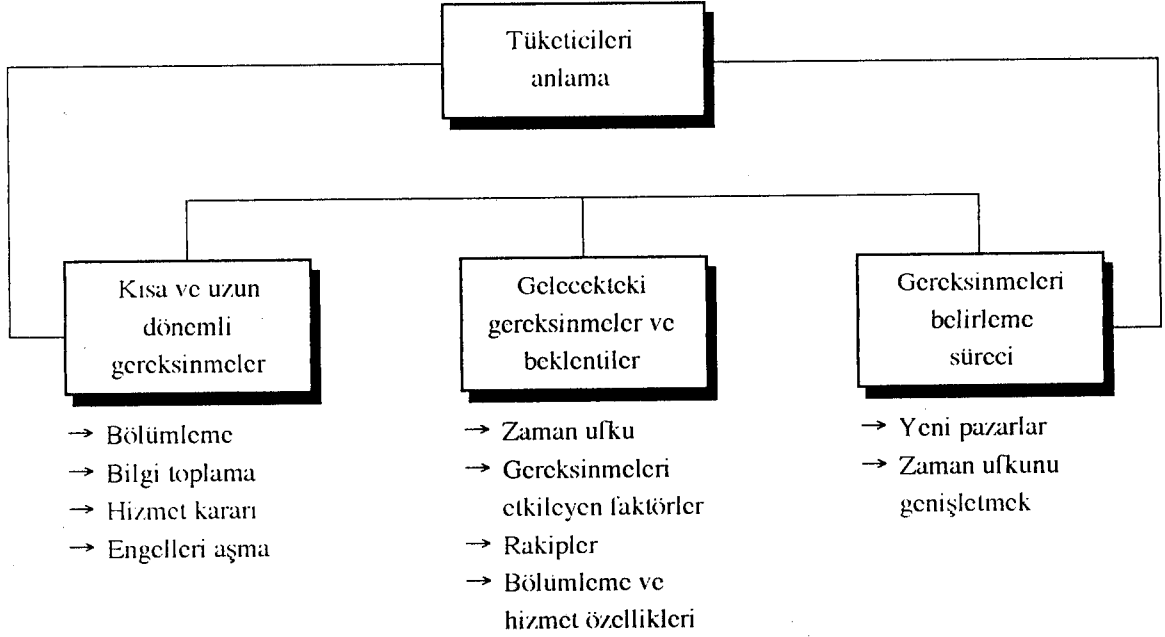 Tüketicileri
anlama
Kısa ve uzun
dönemli
gereksinmeler
→ Bölümleme
→ Bilgi toplama
→ Hizmet kararı
→ Engelleri aşma
Gelecekteki
gereksinmeler ve
beklentiler
→ Zaman ufku
→ Gereksinmeleri
etkileyen faktörler
→ Rakipler
→ Bölümleme ve
hizmet özellikleri
Gereksinmeleri
belirleme
süreci
→ Yeni pazarlar
→ Zaman ufkunu
genişletmek